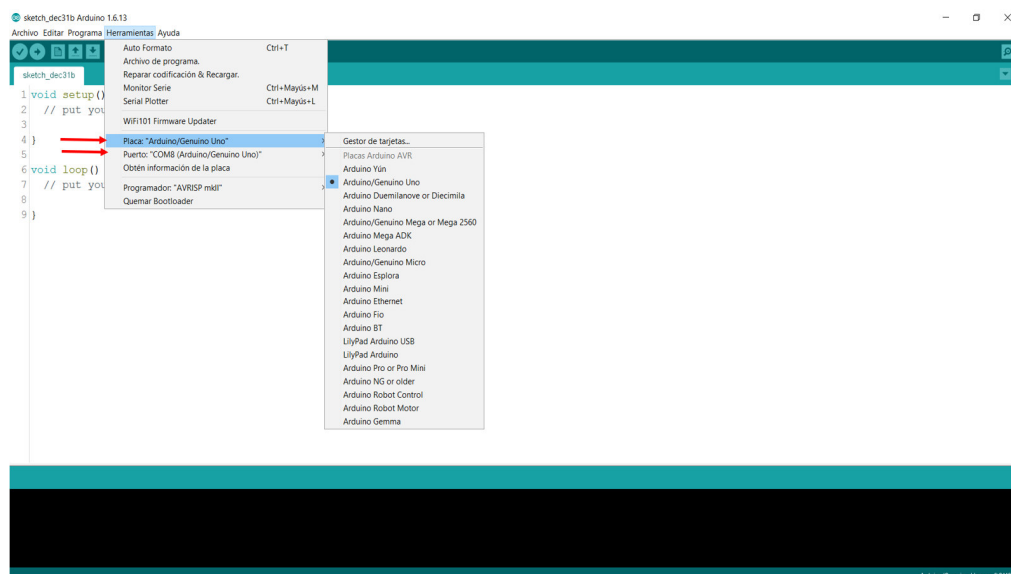 sketch_dec31b Arduino 1.6.13
Archivo Editar Programa Herramientas Ayuda
sketch_dec31b
1 void setup()
2 // put you
3
4 }
5
6 void loop()
7 // put you
8
9 }
Auto Formato Ctrl+T
Archivo de programa.
Reparar codificación & Recargar.
Monitor Serie Ctrl+Mayús+M
Serial Plotter Ctrl+Mayús+L
WiFi101 Firmware Updater
Placa: "Arduino/Genuino Uno"
Puerto: "COM8 (Arduino/Genuino Uno)"
Obtén información de la placa
Programador: "AVRISP mkII"
Quemar Bootloader
Gestor de tarjetas...
Placas Arduino AVR
Arduino Yún
Arduino/Genuino Uno
Arduino Duemilanove or Diecimila
Arduino Nano
Arduino/Genuino Mega or Mega 2560
Arduino Mega ADK
Arduino Leonardo
Arduino/Genuino Micro
Arduino Esplora
Arduino Mini
Arduino Ethernet
Arduino Fio
Arduino BT
LilyPad Arduino USB
LilyPad Arduino
Arduino Pro or Pro Mini
Arduino NG or older
Arduino Robot Control
Arduino Robot Motor
Arduino Gemma